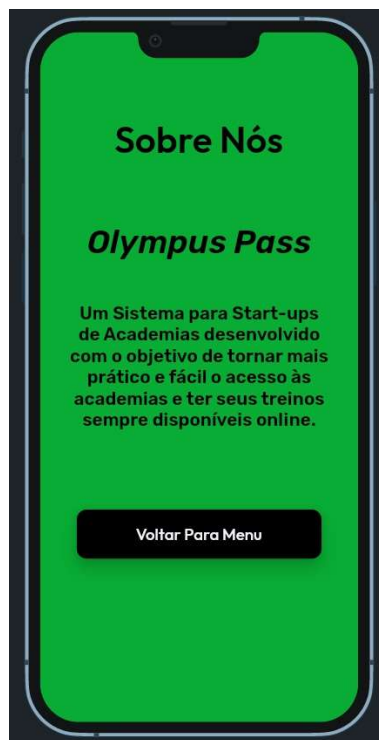 Sobre Nós
Olympus Pass
Um Sistema para Start-ups
de Academias desenvolvido
com o objetivo de tornar mais
prático e fácil o acesso às
academias e ter seus treinos
sempre disponíveis online.
Voltar Para Menu